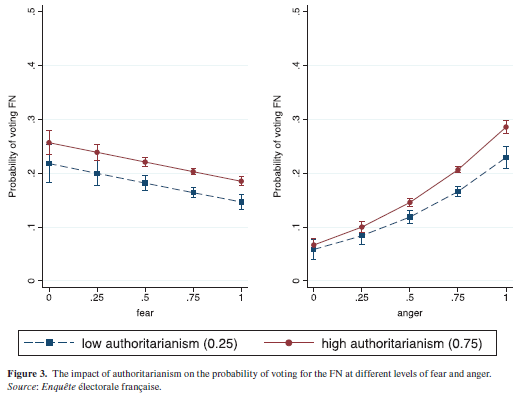 .5
.4
.3
.2
.1
0
Probability of voting FN
0 .25 .5 .75 1
fear
.5
.4
.3
.2
.1
0
Probability of voting FN
0 .25 .5 .75 1
anger
low authoritarianism (0.25) high authoritarianism (0.75)
Figure 3. The impact of authoritarianism on the probability of voting for the FN at different levels of fear and anger.
Source: Enquête électorale française.